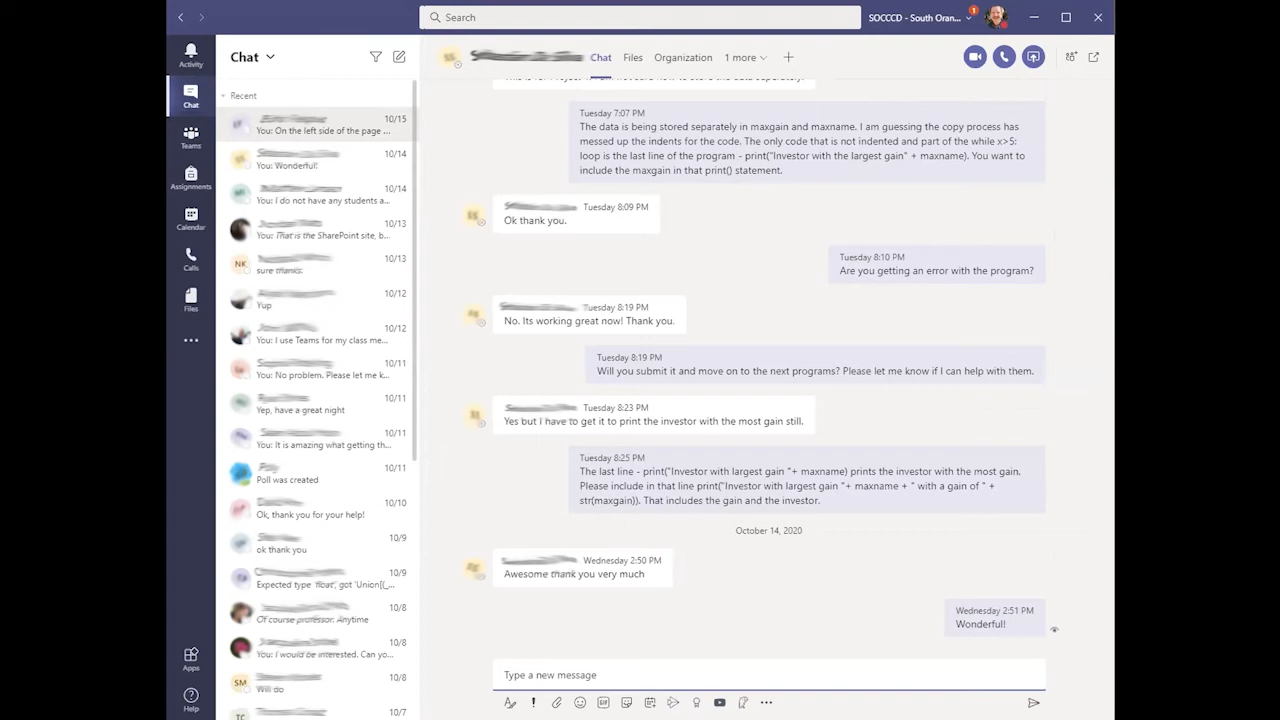 Search
SOCCCD - South Oran...
1
Activity
Chat
Teams
Assignments
Calendar
Calls
Files
Apps
Help
Chat
Recent
10/15
You: On the left side of the page ...
10/14
You: Wonderful!
10/14
You: I do not have any students a...
10/13
You: That is the SharePoint site, b...
NK
10/13
sure thanks.
10/12
Yup
10/12
You: I use Teams for my class me...
10/11
You: No problem. Please let me k...
10/11
Yep, have a great night
10/11
You: It is amazing what getting th...
10/11
Poll was created
10/10
Ok, thank you for your help!
10/9
ok thank you
10/9
Expected type 'float', got 'Union[(_...
10/8
Of course professor. Anytime
10/8
You: I would be interested. Can yo...
SM
10/8
Will do
TC
10/7
Chat
Files
Organization
1 more
Tuesday 7:07 PM
The data is being stored separately in maxgain and maxname. I am guessing the copy process has
messed up the indents for the code. The only code that is not indented and part of the while x>5:
loop is the last line of the program - print("Investor with the largest gain" + maxname). You want to
include the maxgain in that print() statement.
Tuesday 8:09 PM
Ok thank you.
Tuesday 8:10 PM
Are you getting an error with the program?
Tuesday 8:19 PM
No. Its working great now! Thank you.
Tuesday 8:19 PM
Will you submit it and move on to the next programs? Please let me know if I can help with them.
Tuesday 8:23 PM
Yes but I have to get it to print the investor with the most gain still.
Tuesday 8:25 PM
The last line - print("Investor with largest gain "+ maxname) prints the investor with the most gain.
Please include in that line print("Investor with largest gain "+ maxname + " with a gain of " +
str(maxgain)). That includes the gain and the investor.
October 14, 2020
Wednesday 2:50 PM
Awesome thank you very much
Wednesday 2:51 PM
Wonderful!
Type a new message